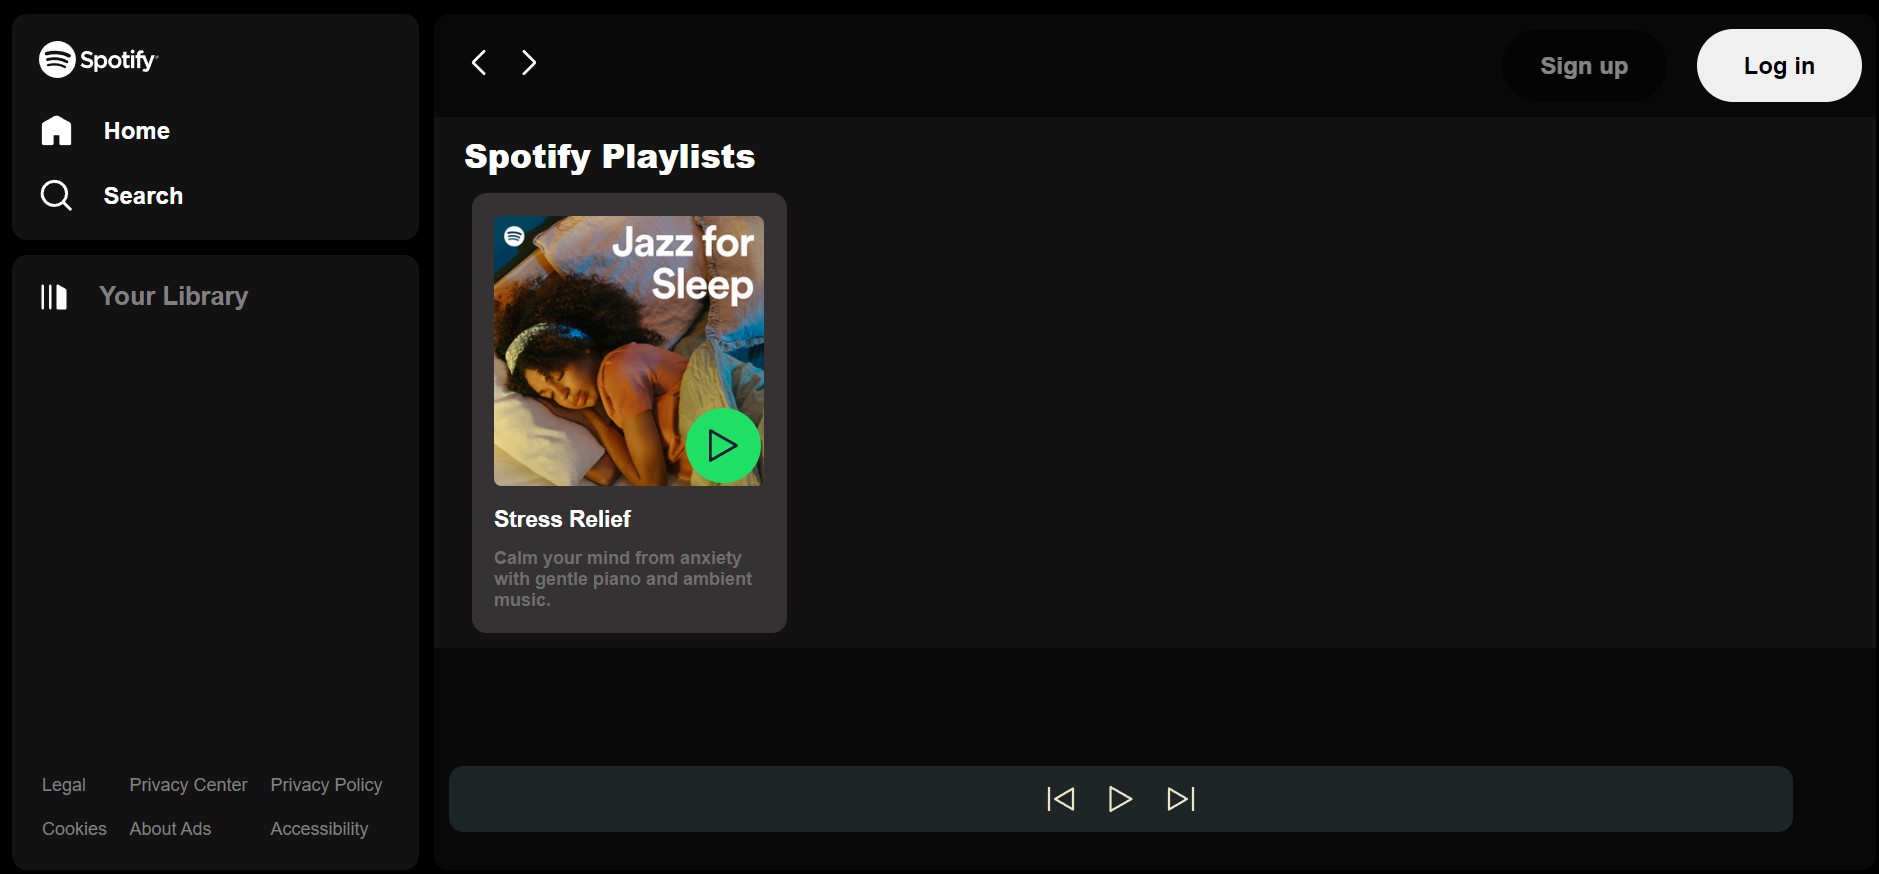 Spotify
Home
Search
Your Library
Legal
Privacy Center
Privacy Policy
Cookies
About Ads
Accessibility
Sign up
Log in
Spotify Playlists
Jazz for
Sleep
Stress Relief
Calm your mind from anxiety
with gentle piano and ambient
music.